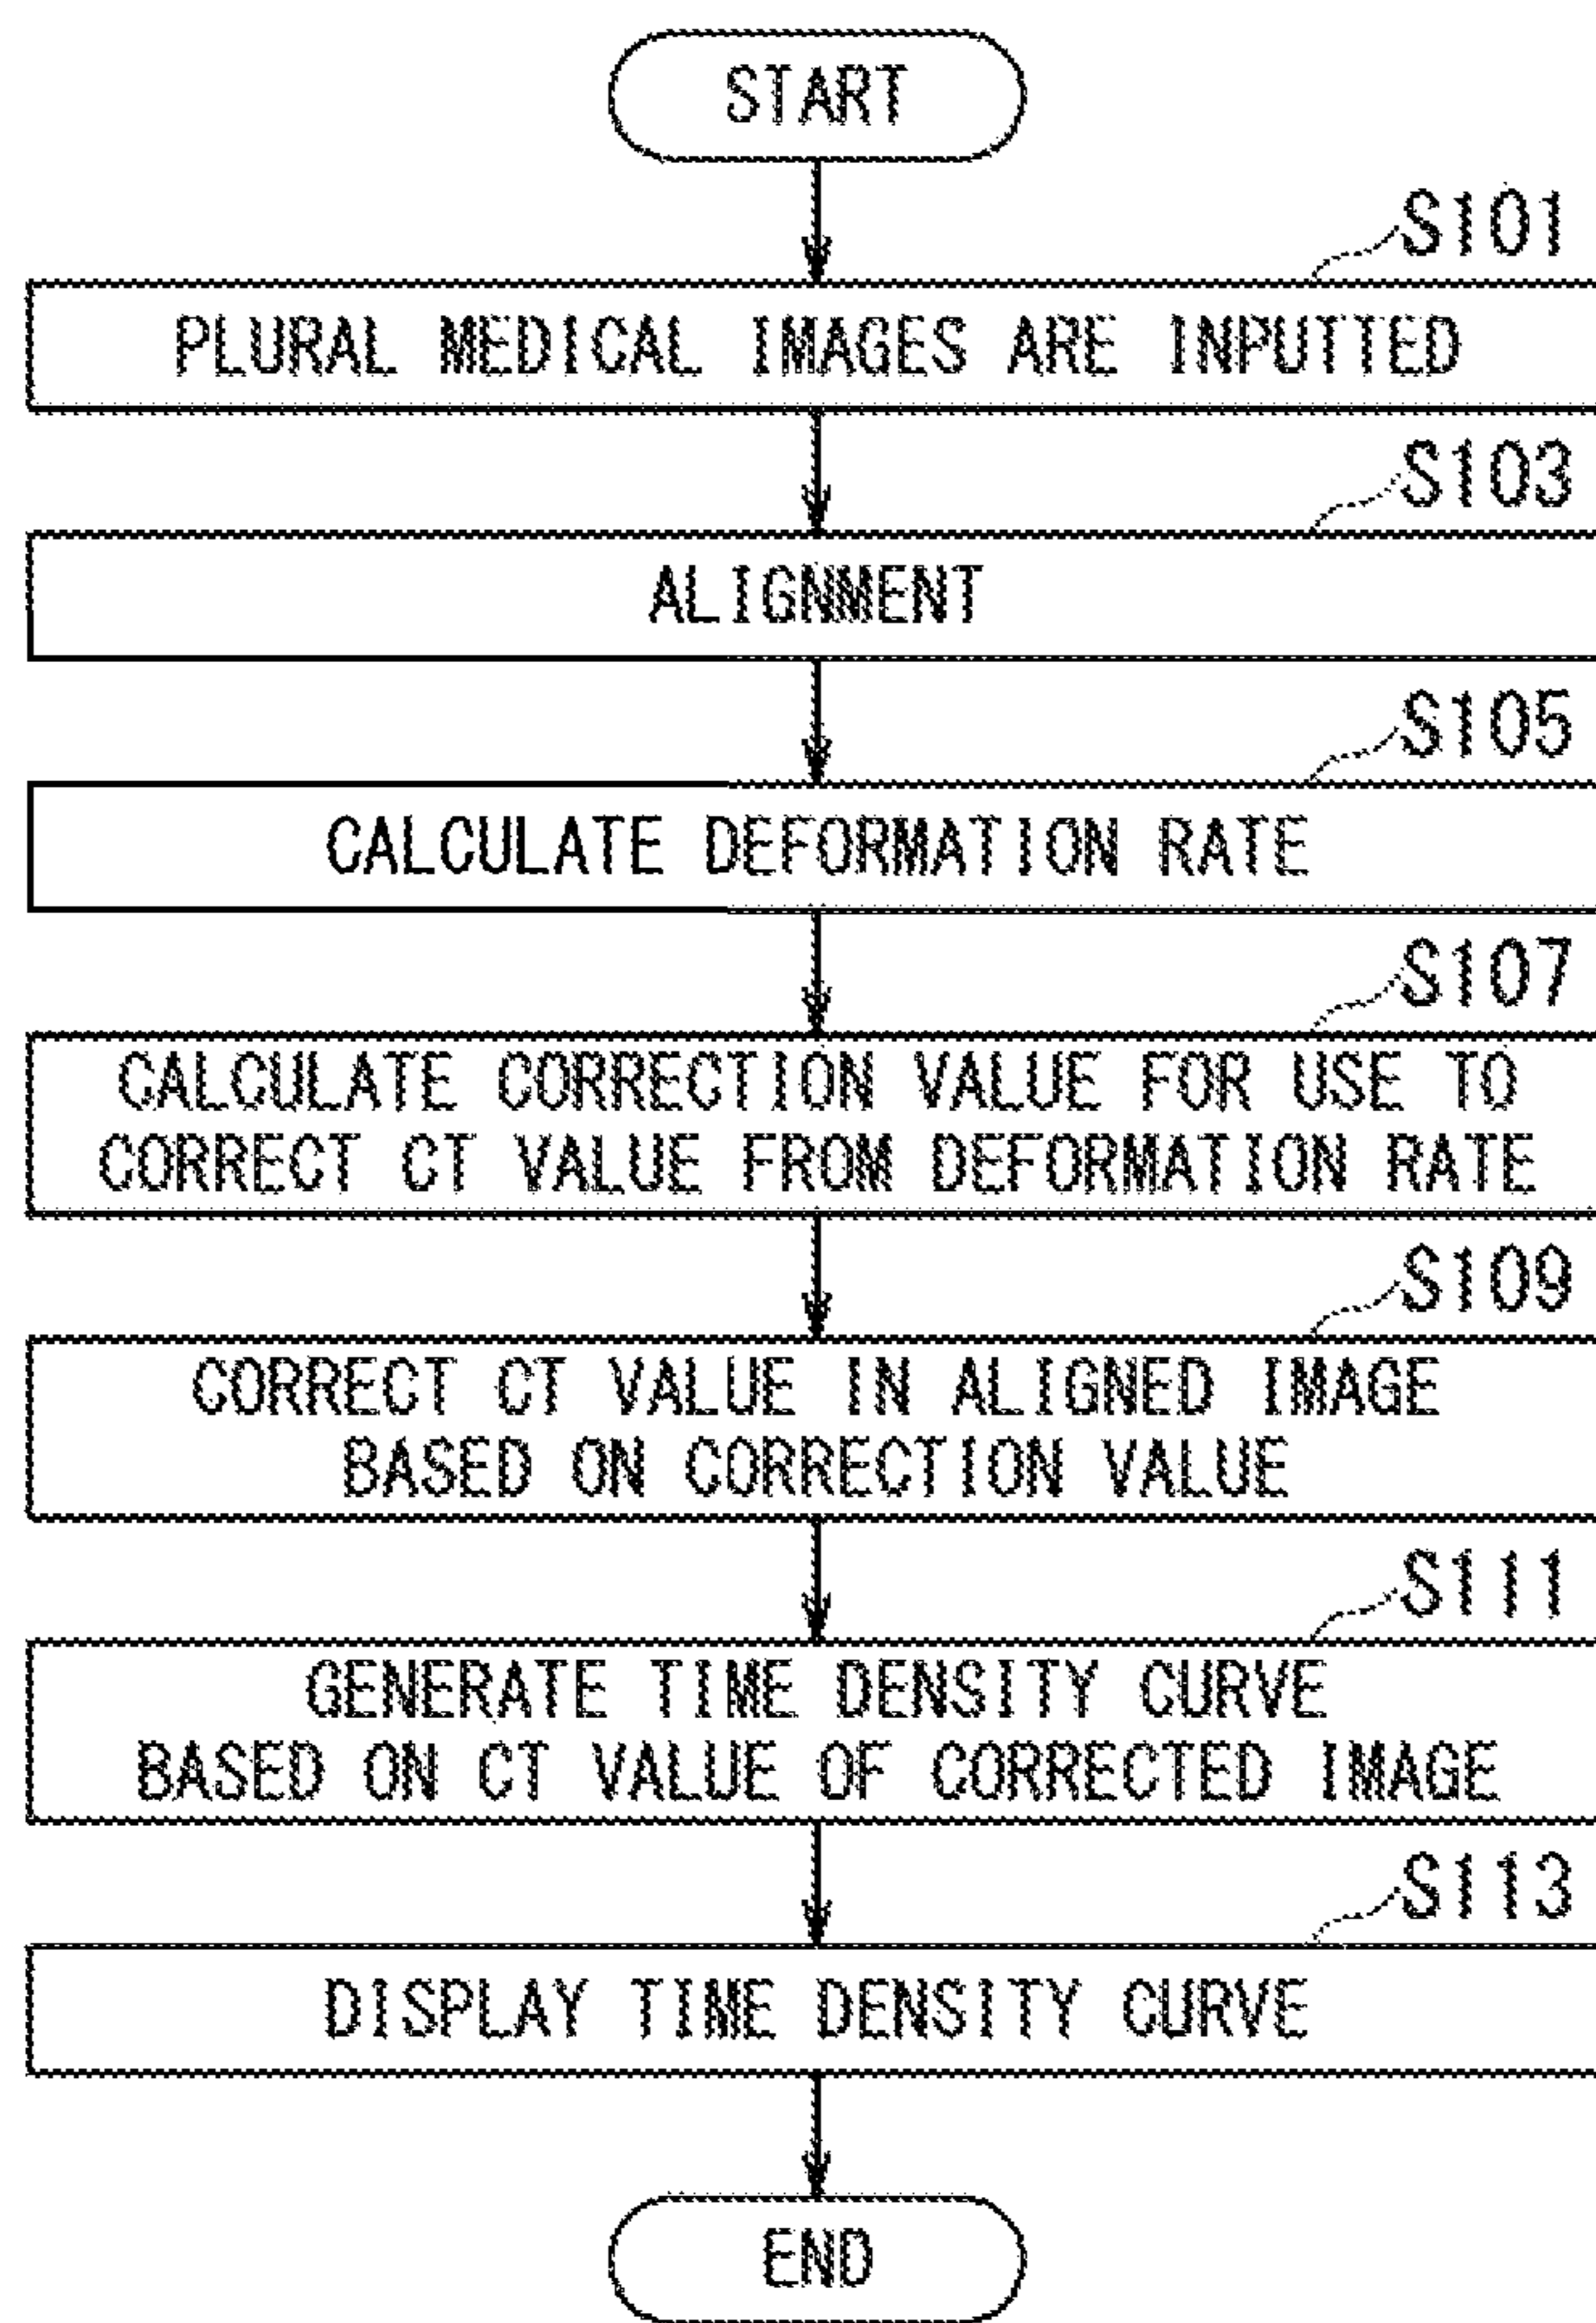 START
S101
PLURAL MEDICAL IMAGES ARE INPUTTED
S103
ALIGNMENT
S105
CALCULATE DEFORMATION RATE
S107
CALCULATE CORRECTION VALUE FOR USE TO
CORRECT CT VALUE FROM DEFORMATION RATE
S109
CORRECT CT VALUE IN ALIGNED IMAGE
BASED ON CORRECTION VALUE
S111
GENERATE TIME DENSITY CURVE
BASED ON CT VALUE OF CORRECTED IMAGE
S113
DISPLAY TIME DENSITY CURVE
END